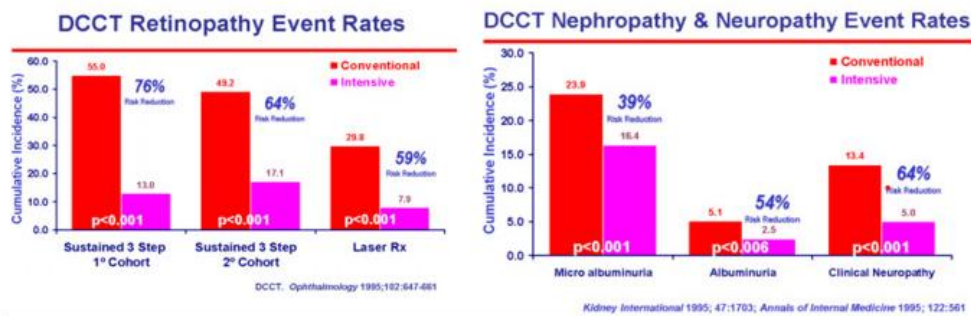 DCCT Retinopathy Event Rates
Cumulative Incidence (%)
60.0
50.0
40.0
30.0
20.0
10.0
0.0
Conventional
Intensive
55.0
76%
Risk Reduction
13.0
p<0.001
49.2
64%
Risk Reduction
17.1
p<0.001
29.8
59%
Risk Reduction
7.9
p<0.001
Sustained 3 Step
1º Cohort
Sustained 3 Step
2º Cohort
Laser Rx
DCCT. Ophthalmology 1995;102:647-661
DCCT Nephropathy & Neuropathy Event Rates
Cumulative Incidence (%)
30.0
25.0
20.0
15.0
10.0
5.0
0.0
Conventional
Intensive
23.9
39%
Risk Reduction
16.4
p<0.001
5.1
54%
Risk Reduction
2.5
p<0.006
13.4
64%
Risk Reduction
5.0
p<0.001
Micro albuminuria
Albuminuria
Clinical Neuropathy
Kidney International 1995; 47:1703; Annals of Internal Medicine 1995; 122:561